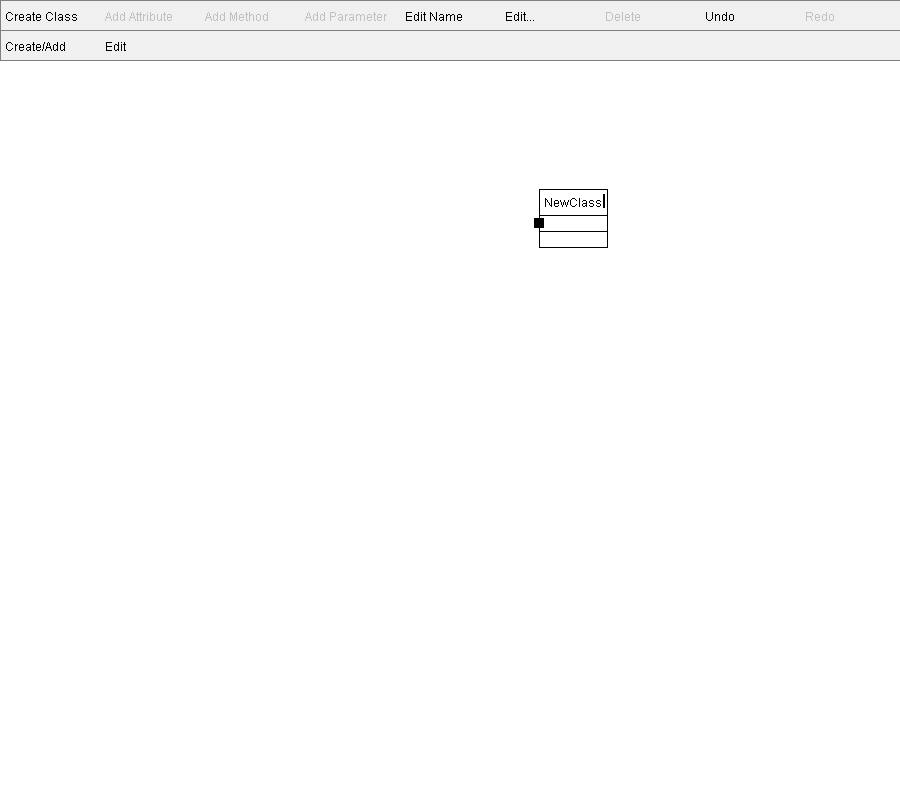 Create Class Add Attribute Add Method Add Parameter Edit Name Edit... Delete Undo Redo
Create/Add Edit
NewClass